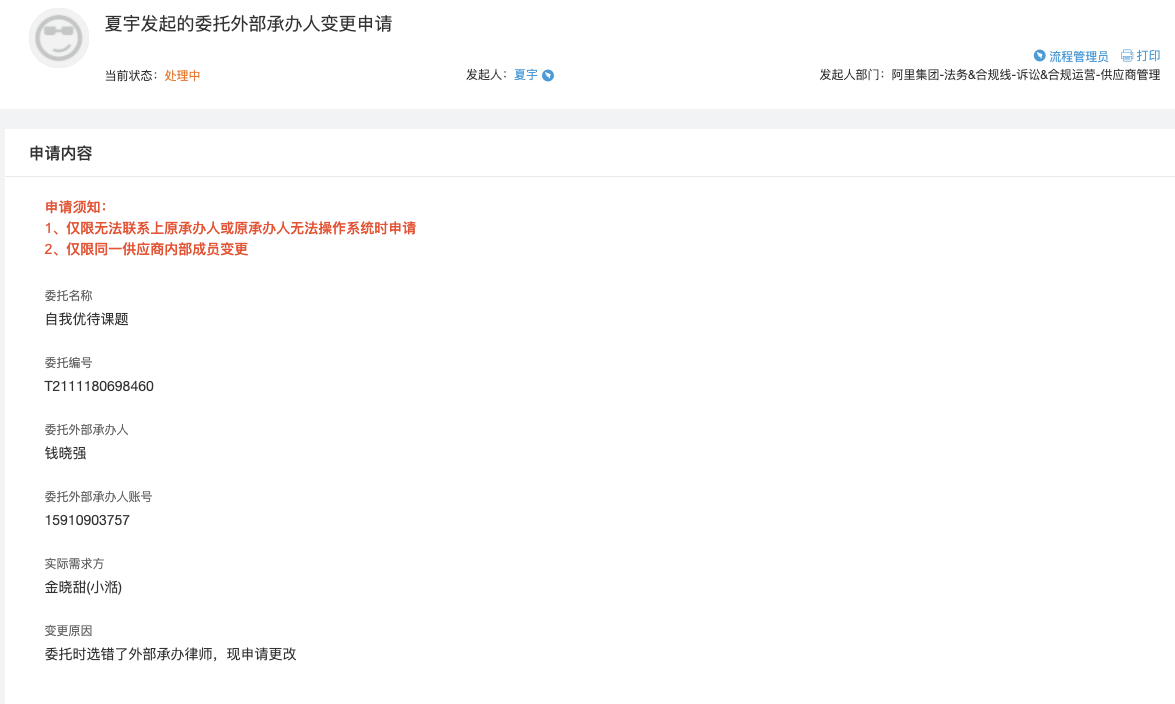 夏宇发起的委托外部承办人变更申请
流程管理员 打印
当前状态：处理中 发起人：夏宇 发起人部门：阿里集团-法务&合规线-诉讼&合规运营-供应商管理
申请内容
申请须知：
1、仅限无法联系上原承办人或原承办人无法操作系统时申请
2、仅限同一供应商内部成员变更
委托名称
自我优待课题
委托编号
T2111180698460
委托外部承办人
钱晓强
委托外部承办人账号
15910903757
实际需求方
金晓甜(小湉)
变更原因
委托时选错了外部承办律师，现申请更改